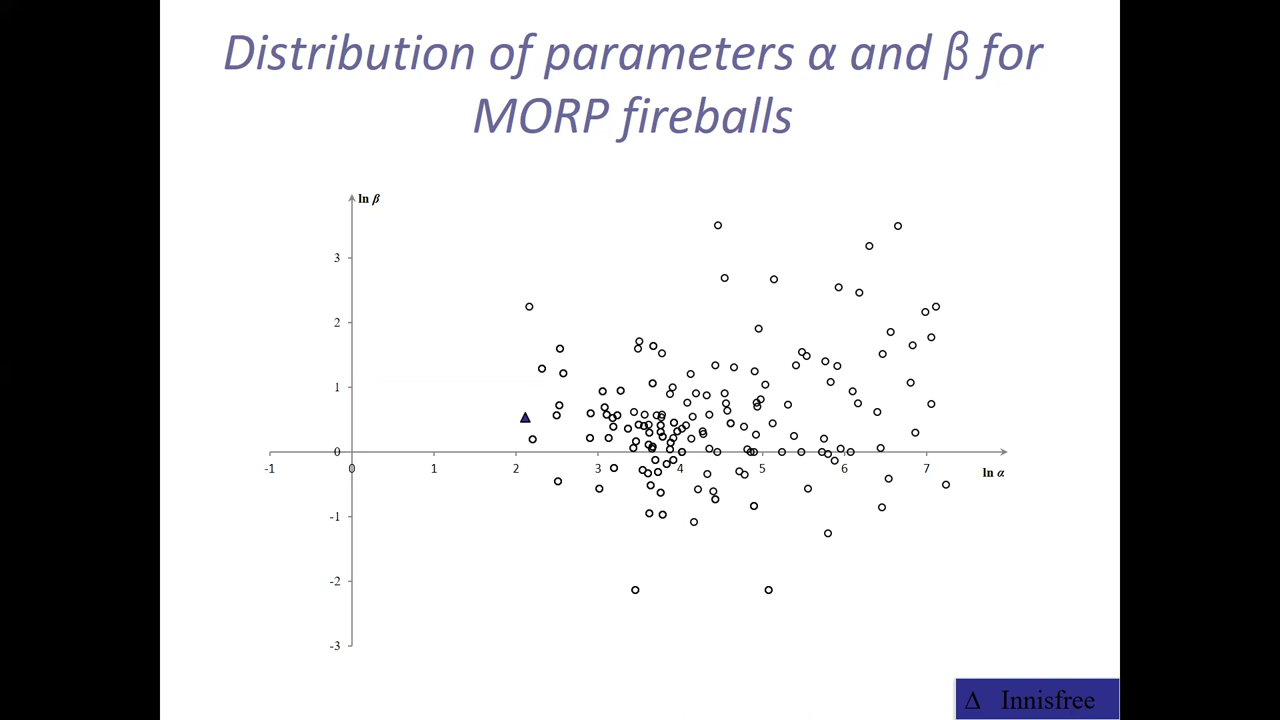 Distribution of parameters α and β for
MORP fireballs
ln β
3
2
1
0
-1
-2
-3
-1 0 1 2 3 4 5 6 7
ln α
Δ Innisfree